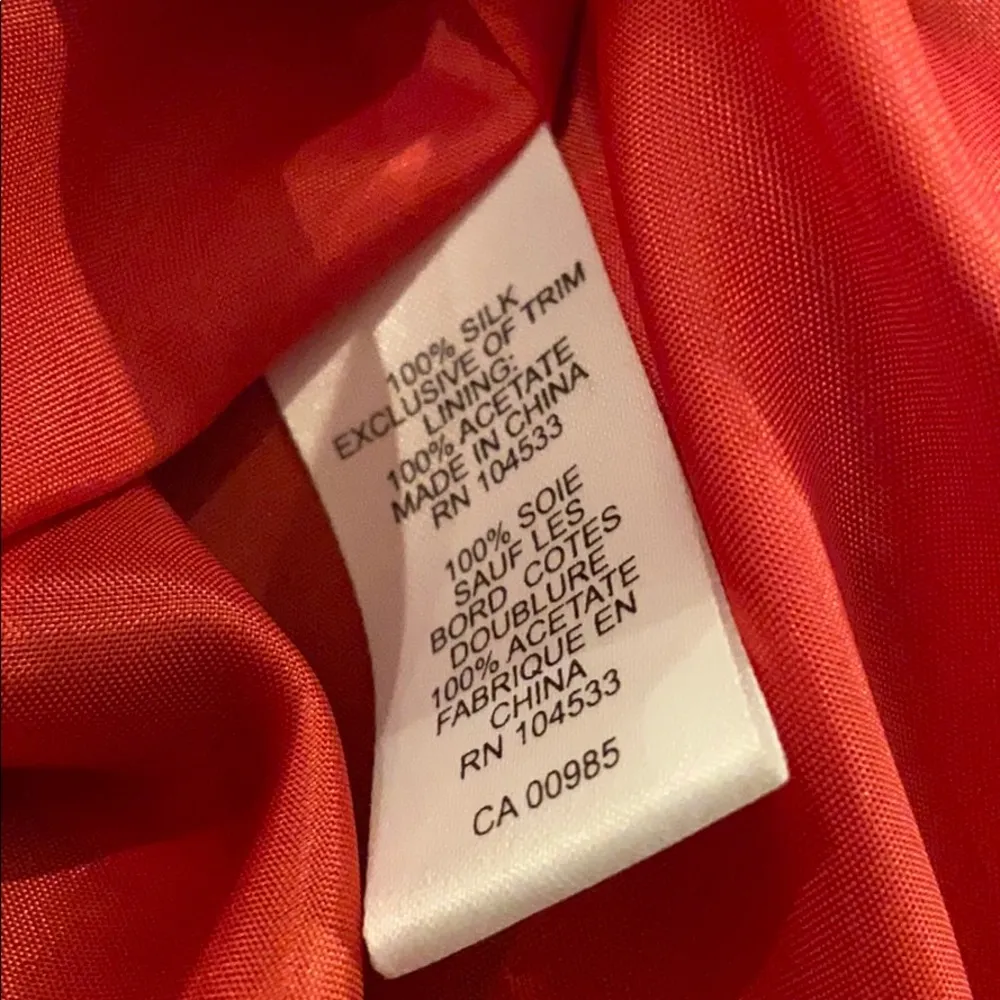 100% SILK
EXCLUSIVE OF TRIM
LINING:
100% ACETATE
MADE IN CHINA
RN 104533
100% SOIE
SAUF LES
BORD COTES
DOUBLURE
100% ACETATE
FABRIQUE EN
CHINA
RN 104533
CA 00985